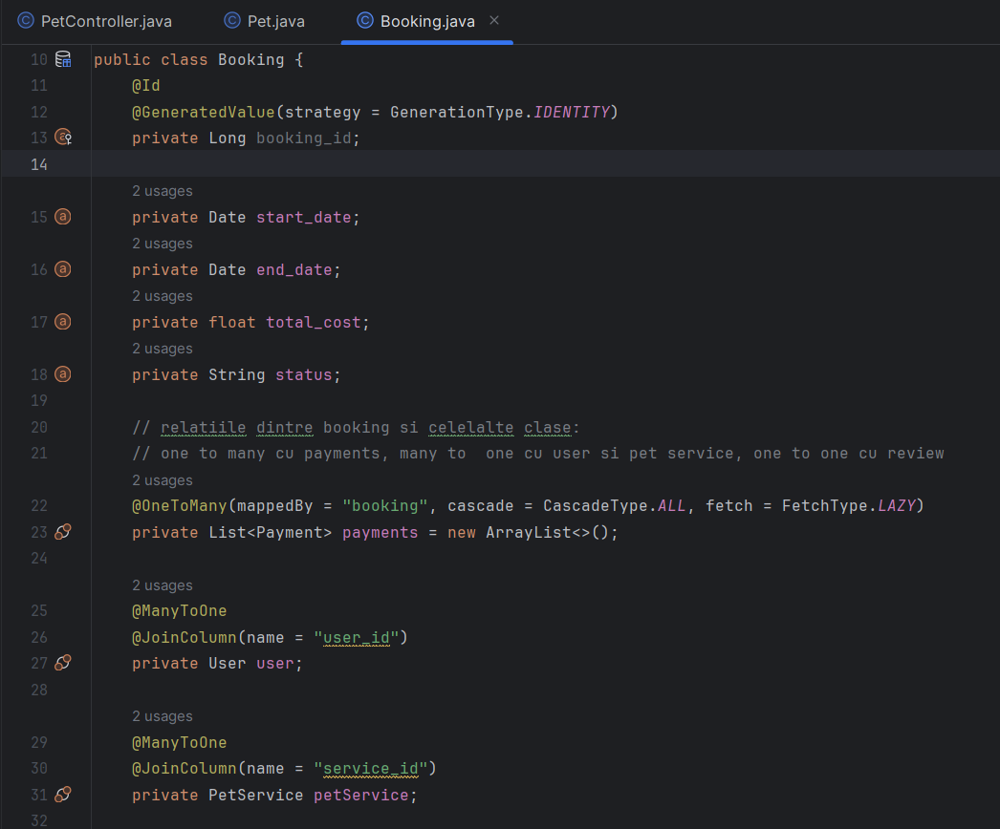 PetController.java Pet.java Booking.java
10 public class Booking {
11 @Id
12 @GeneratedValue(strategy = GenerationType.IDENTITY)
13 private Long booking_id;
14
2 usages
15 private Date start_date;
2 usages
16 private Date end_date;
2 usages
17 private float total_cost;
2 usages
18 private String status;
19
20 // relatiile dintre booking si celelalte clase:
21 // one to many cu payments, many to  one cu user si pet service, one to one cu review
2 usages
22 @OneToMany(mappedBy = "booking", cascade = CascadeType.ALL, fetch = FetchType.LAZY)
23 private List<Payment> payments = new ArrayList<>();
24
2 usages
25 @ManyToOne
26 @JoinColumn(name = "user_id")
27 private User user;
28
2 usages
29 @ManyToOne
30 @JoinColumn(name = "service_id")
31 private PetService petService;
32